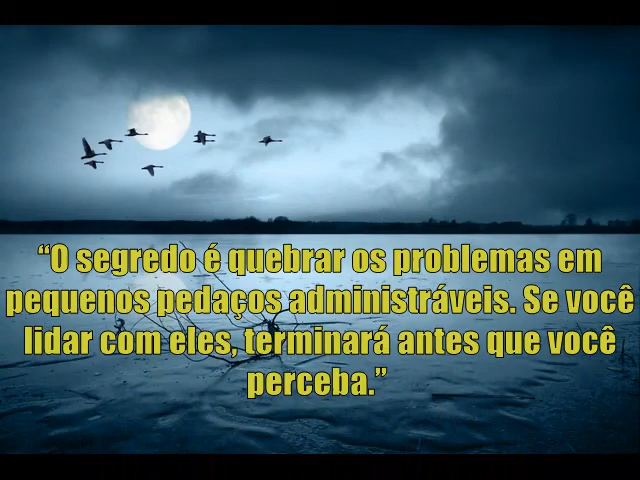 “O segredo é quebrar os problemas em
pequenos pedaços administráveis. Se você
lidar com eles, terminará antes que você
perceba.”